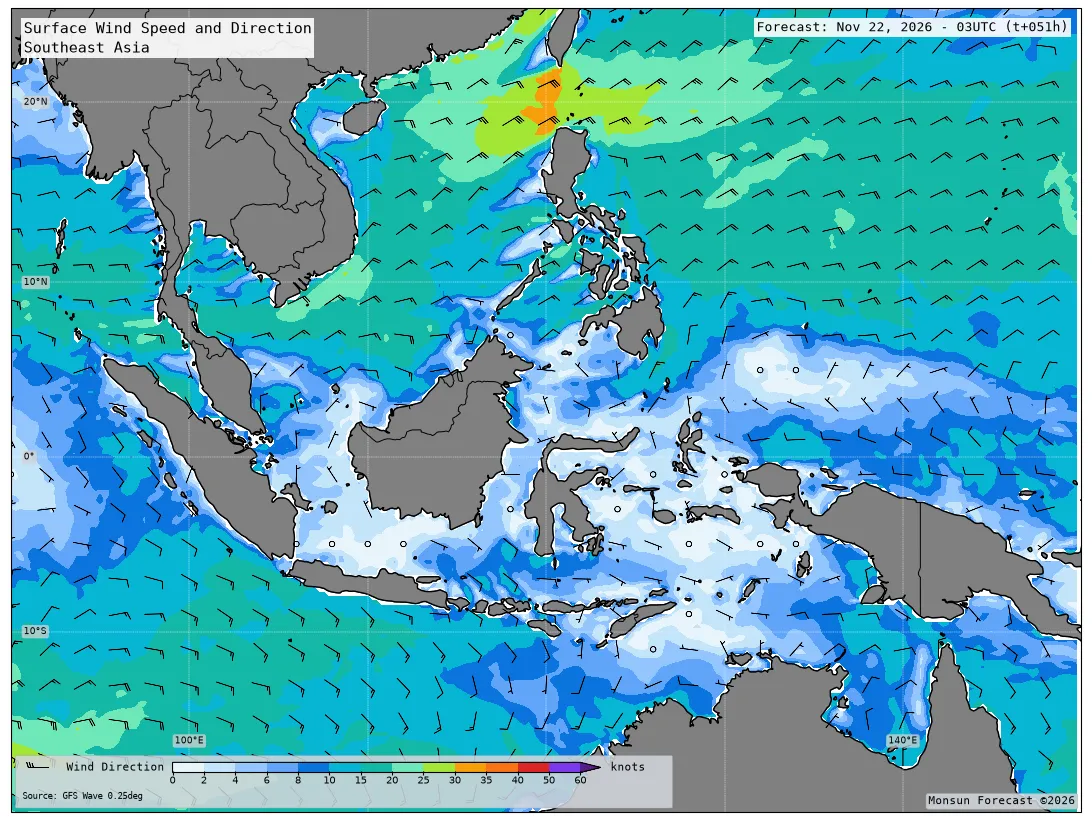 Surface Wind Speed and Direction
Southeast Asia
Forecast: Nov 22, 2026 - 03UTC (t+051h)
20°N
10°N
0°
10°S
100°E
140°E
Wind Direction
0 2 4 6 8 10 15 20 25 30 35 40 50 60
knots
Source: GFS Wave 0.25deg
Monsun Forecast ©2026